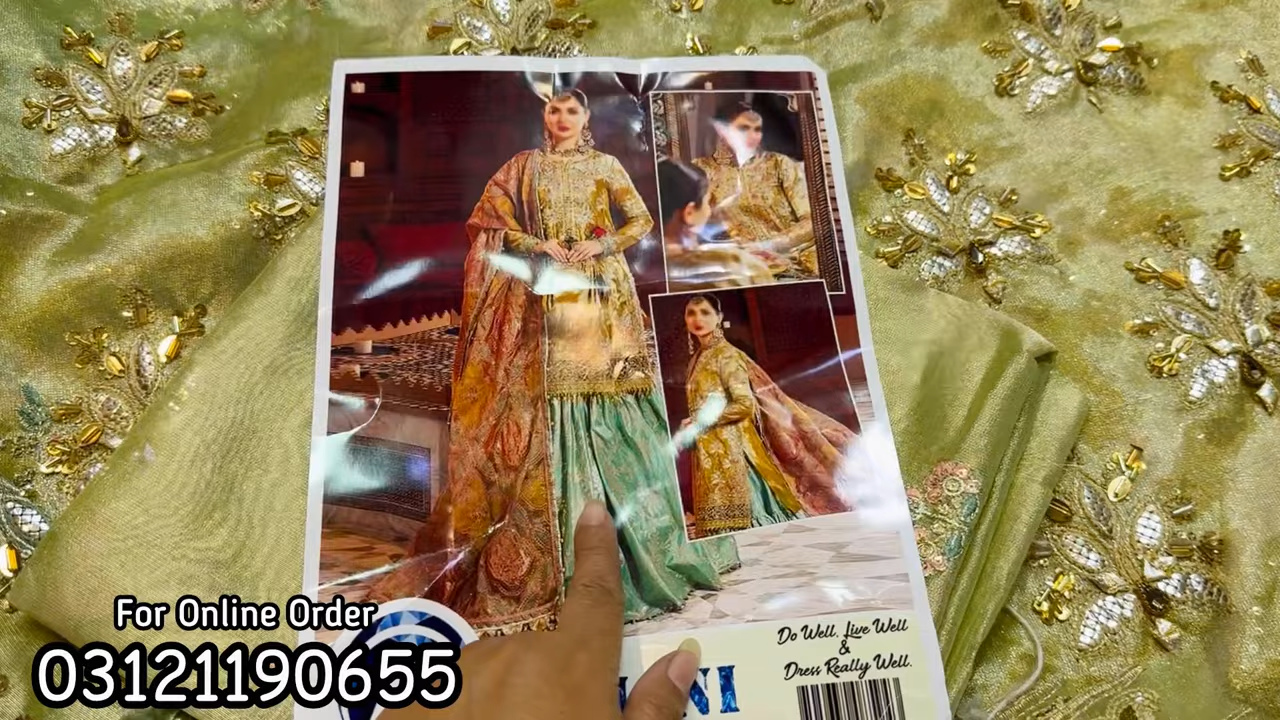 For Online Order
03121190655
Do Well, Live Well
&
Dress Really Well.